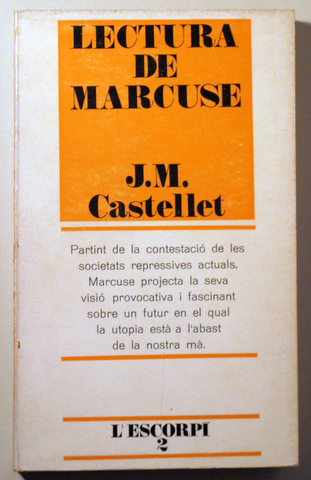 LECTURA
DE
MARCUSE
J.M.
Castellet
Partint de la contestació de les
societats repressives actuals,
Marcuse projecta la seva
visió provocativa i fascinant
sobre un futur en el qual
la utopia està a l'abast
de la nostra mà.
L'ESCORPI
2